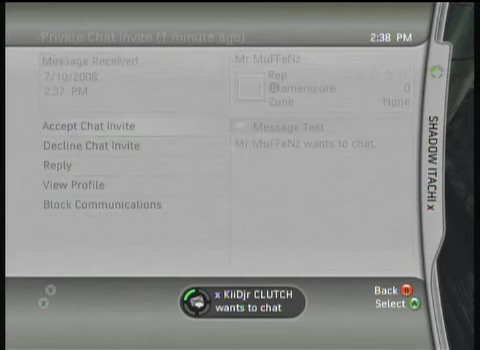 Private Chat Invite (1 minute ago)
2:38 PM
Message Received
7/10/2008
2:37 PM
Mr MoFFeNz
Rep
Gamerscore 0
Zone None
Accept Chat Invite
Decline Chat Invite
Reply
View Profile
Block Communications
Message Text
Mr MoFFeNz wants to chat.
SHADOW ITACHI x
Y
X
x KiiDjr CLUTCH
wants to chat
Back B
Select A